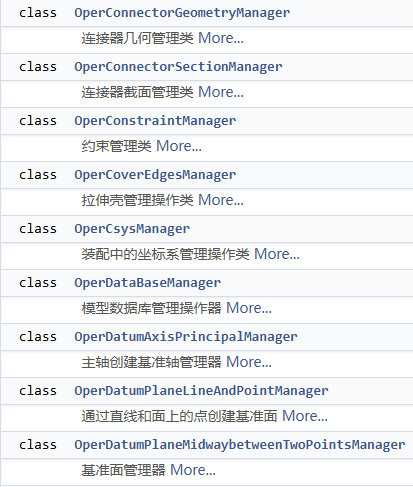 class OperConnectorGeometryManager
连接器几何管理类 More...
class OperConnectorSectionManager
连接器截面管理类 More...
class OperConstraintManager
约束管理类 More...
class OperCoverEdgesManager
拉伸壳管理操作类 More...
class OperCsysManager
装配中的坐标系管理操作类 More...
class OperDataBaseManager
模型数据库管理操作器 More...
class OperDatumAxisPrincipalManager
主轴创建基准轴管理器 More...
class OperDatumPlaneLineAndPointManager
通过直线和面上的点创建基准面 More...
class OperDatumPlaneMidwaybetweenTwoPointsManager
基准面管理器 More...